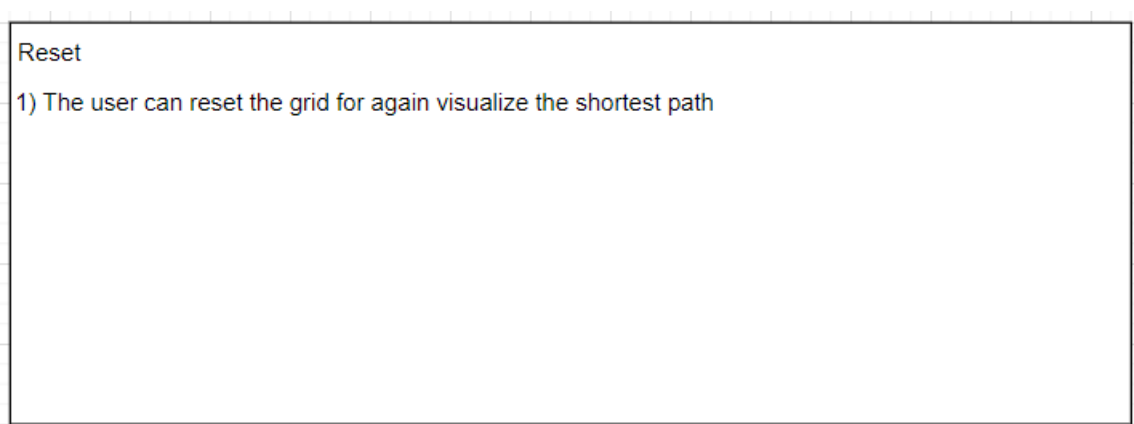 Reset
1) The user can reset the grid for again visualize the shortest path